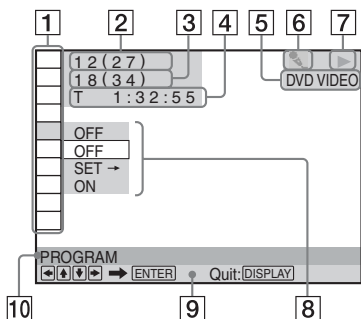 1 2 3 4 6 7
12(27)
18(34)
T 1:32:55
5 DVD VIDEO
OFF
OFF
SET →
ON
PROGRAM
← ↑ ↓ → ➡ ENTER Quit: DISPLAY
10 9 8